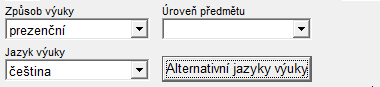 Způsob výuky Úroveň předmětu
prezenční
Jazyk výuky
čeština Alternativní jazyky výuky